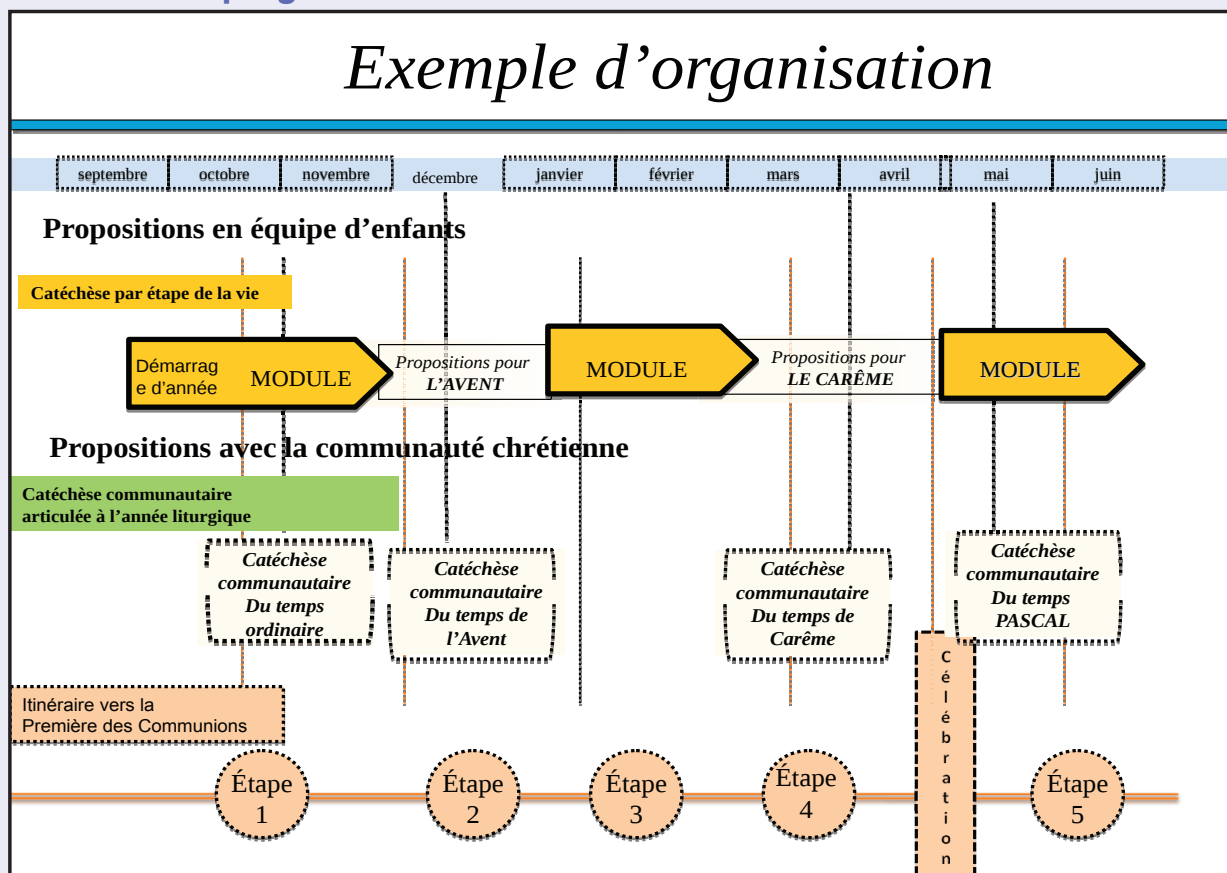 Exemple d’organisation
septembre octobre novembre décembre janvier février mars avril mai juin
Propositions en équipe d’enfants
Catéchèse par étape de la vie
Démarrag
e d’année
MODULE
Propositions pour
L’AVENT
MODULE
Propositions pour
LE CARÊME
MODULE
Propositions avec la communauté chrétienne
Catéchèse communautaire
articulée à l’année liturgique
Catéchèse
communautaire
Du temps
ordinaire
Catéchèse
communautaire
Du temps de
l’Avent
Catéchèse
communautaire
Du temps de
Carême
Catéchèse
communautaire
Du temps
PASCAL
Itinéraire vers la
Première des Communions
Étape
1
Étape
2
Étape
3
Étape
4
C
é
l
é
b
r
a
t
i
o
n
Étape
5